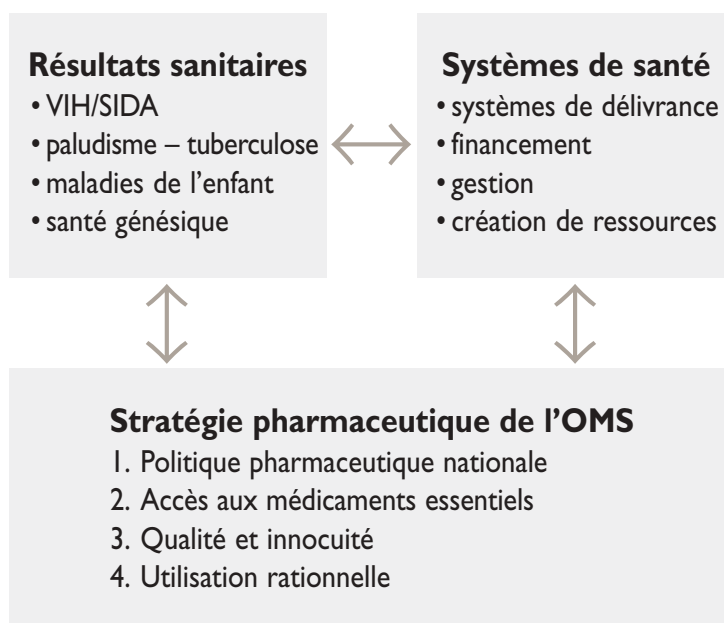 Résultats sanitaires
• VIH/SIDA
• paludisme – tuberculose
• maladies de l’enfant
• santé génésique
Systèmes de santé
• systèmes de délivrance
• financement
• gestion
• création de ressources
Stratégie pharmaceutique de l’OMS
1. Politique pharmaceutique nationale
2. Accès aux médicaments essentiels
3. Qualité et innocuité
4. Utilisation rationnelle